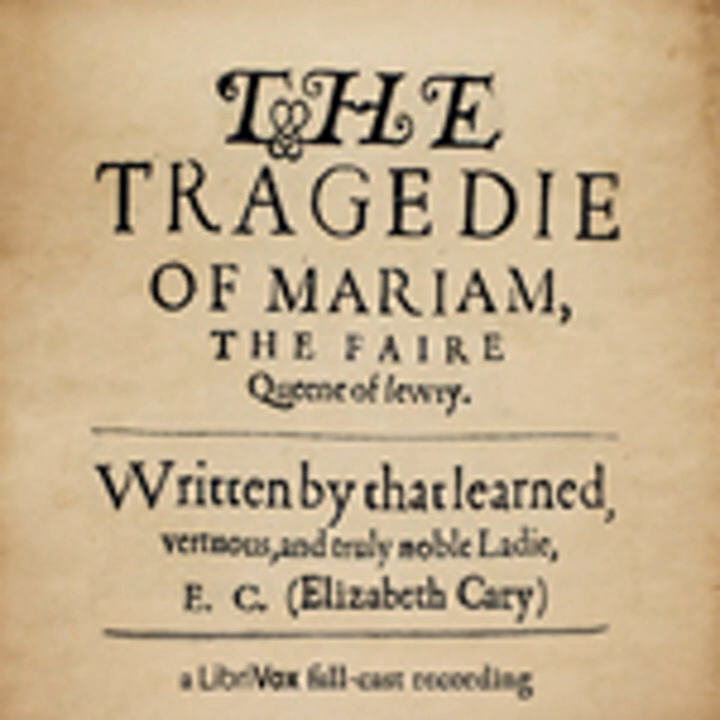 THE
TRAGEDIE
OF MARIAM,
THE FAIRE
Queene of Iewry.
Written by that learned,
vertuous, and truly noble Ladie,
E. C. (Elizabeth Cary)
a LibriVox full-cast recording